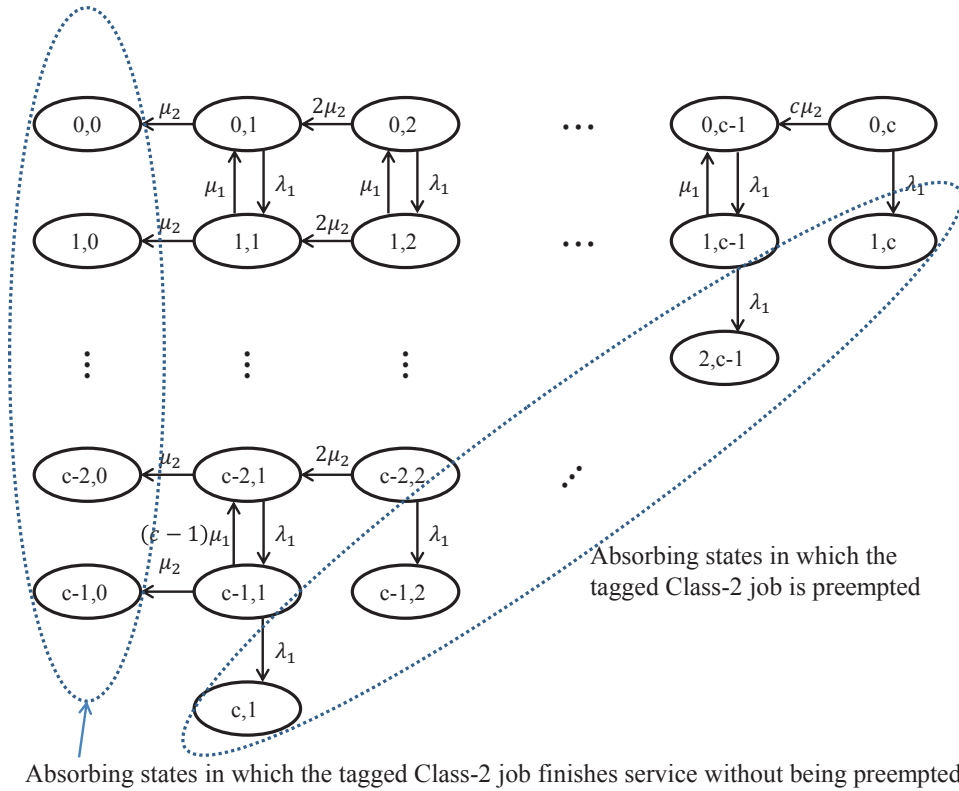 0,0 μ₂ 0,1 2μ₂ 0,2 ... 0,c-1 cμ₂ 0,c
μ₁ λ₁ μ₁ λ₁ μ₁ λ₁ λ₁
1,0 μ₂ 1,1 2μ₂ 1,2 ... 1,c-1 1,c
λ₁
2,c-1
c-2,0 μ₂ c-2,1 2μ₂ c-2,2
(c − 1)μ₁ λ₁ λ₁
c-1,0 μ₂ c-1,1 c-1,2
Absorbing states in which the
tagged Class-2 job is preempted
λ₁
c,1
Absorbing states in which the tagged Class-2 job finishes service without being preempted